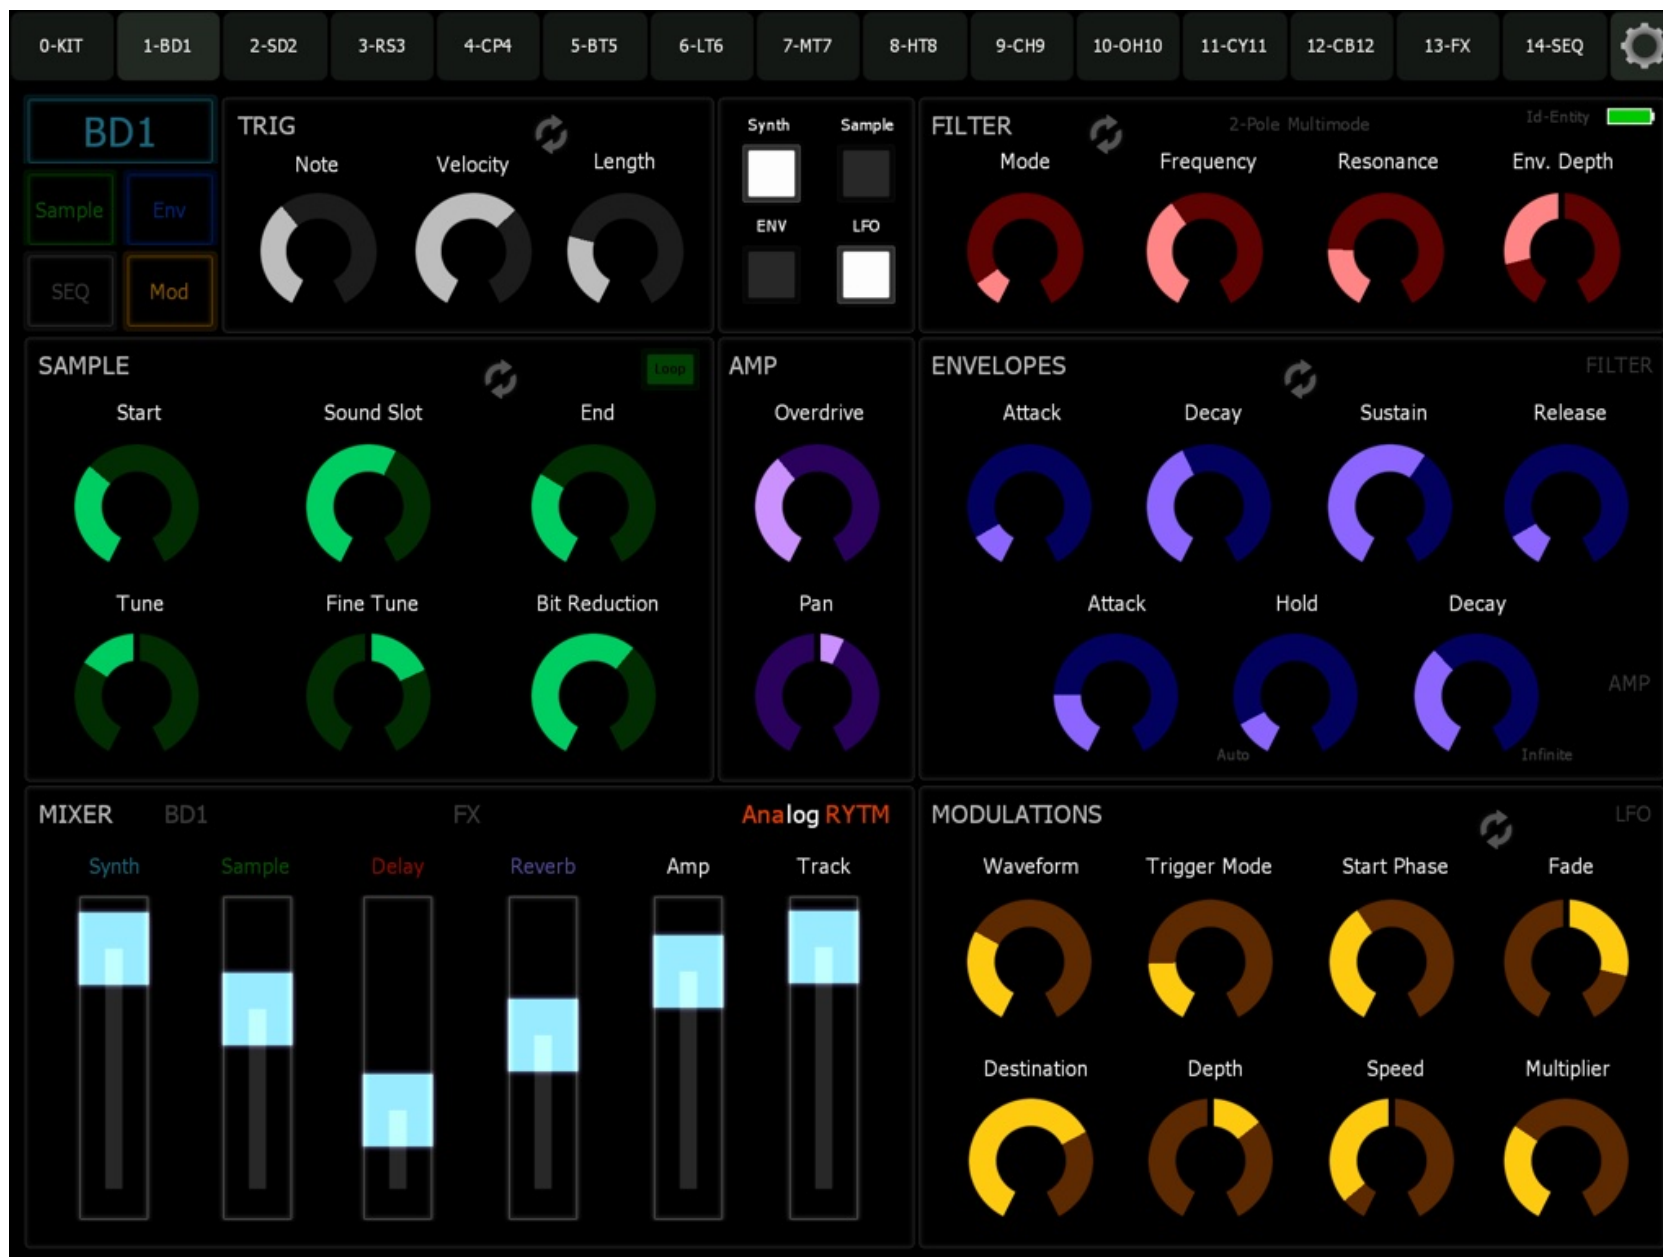 0-KIT 1-BD1 2-SD2 3-RS3 4-CP4 5-BT5 6-LT6 7-MT7 8-HT8 9-CH9 10-OH10 11-CY11 12-CB12 13-FX 14-SEQ
BD1
Sample Env
SEQ Mod
TRIG
Note Velocity Length
Synth Sample
ENV LFO
FILTER 2-Pole Multimode Id-Entity
Mode Frequency Resonance Env. Depth
SAMPLE Loop
Start Sound Slot End
Tune Fine Tune Bit Reduction
AMP
Overdrive
Pan
ENVELOPES FILTER
Attack Decay Sustain Release
Attack Hold Decay
AMP
Auto Infinite
MIXER BD1 FX Analog RYTM
Synth Sample Delay Reverb Amp Track
MODULATIONS LFO
Waveform Trigger Mode Start Phase Fade
Destination Depth Speed Multiplier